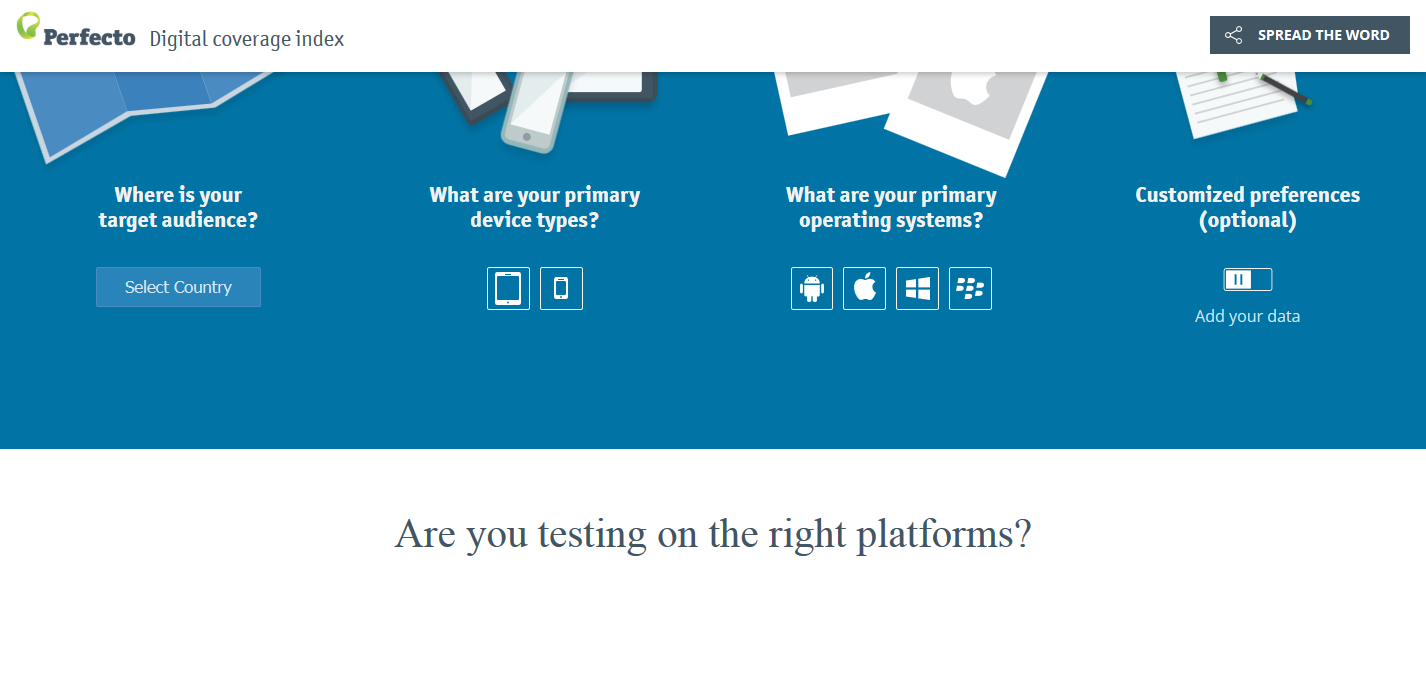 Perfecto Digital coverage index
SPREAD THE WORD
Where is your
target audience?
Select Country
What are your primary
device types?
What are your primary
operating systems?
Customized preferences
(optional)
Add your data
Are you testing on the right platforms?